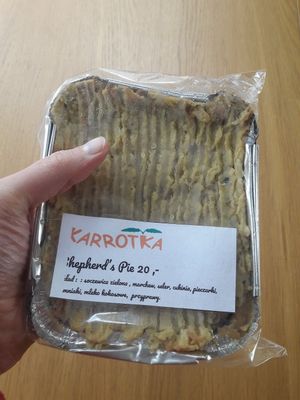 KARROTKA
Shepherd's Pie 20,-
skład : : soczewica zielona , marchew, seler, cukinia, pieczarki,
ziemniaki, mleko kokosowe, przyprawy.